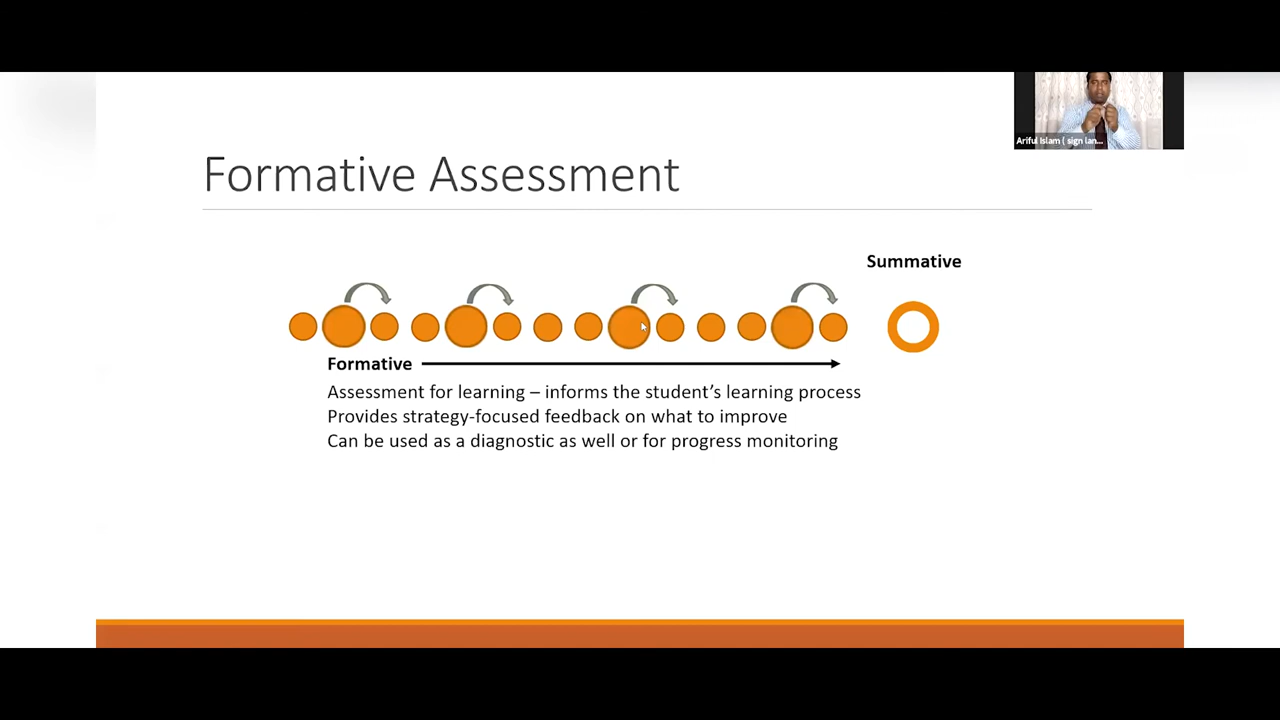 Ariful Islam ( sign lan...
Formative Assessment
Summative
Formative
Assessment for learning – informs the student's learning process
Provides strategy-focused feedback on what to improve
Can be used as a diagnostic as well or for progress monitoring